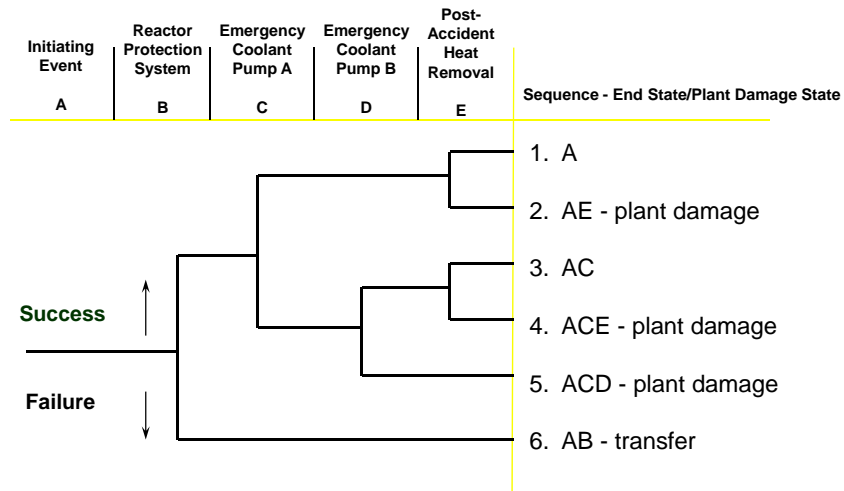 Initiating
Event
A
Reactor
Protection
System
B
Emergency
Coolant
Pump A
C
Emergency
Coolant
Pump B
D
Post-
Accident
Heat
Removal
E
Sequence - End State/Plant Damage State
1. A
2. AE - plant damage
3. AC
4. ACE - plant damage
5. ACD - plant damage
6. AB - transfer
Success
Failure